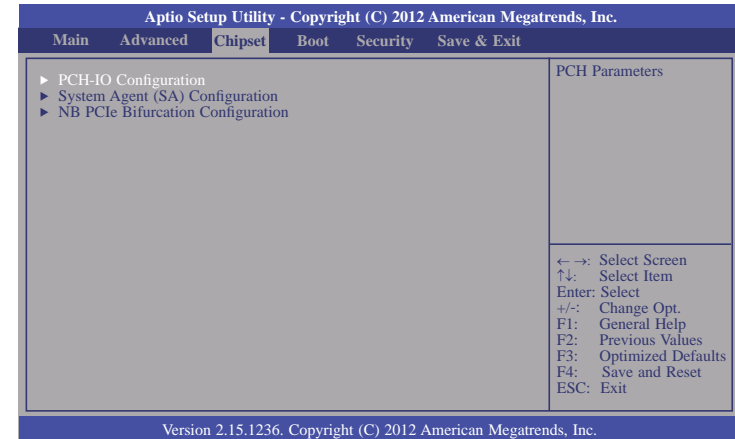 Aptio Setup Utility - Copyright (C) 2012 American Megatrends, Inc.
Main Advanced Chipset Boot Security Save & Exit
► PCH-IO Configuration
► System Agent (SA) Configuration
► NB PCIe Bifurcation Configuration
PCH Parameters
← →: Select Screen
↑↓: Select Item
Enter: Select
+/-: Change Opt.
F1: General Help
F2: Previous Values
F3: Optimized Defaults
F4: Save and Reset
ESC: Exit
Version 2.15.1236. Copyright (C) 2012 American Megatrends, Inc.